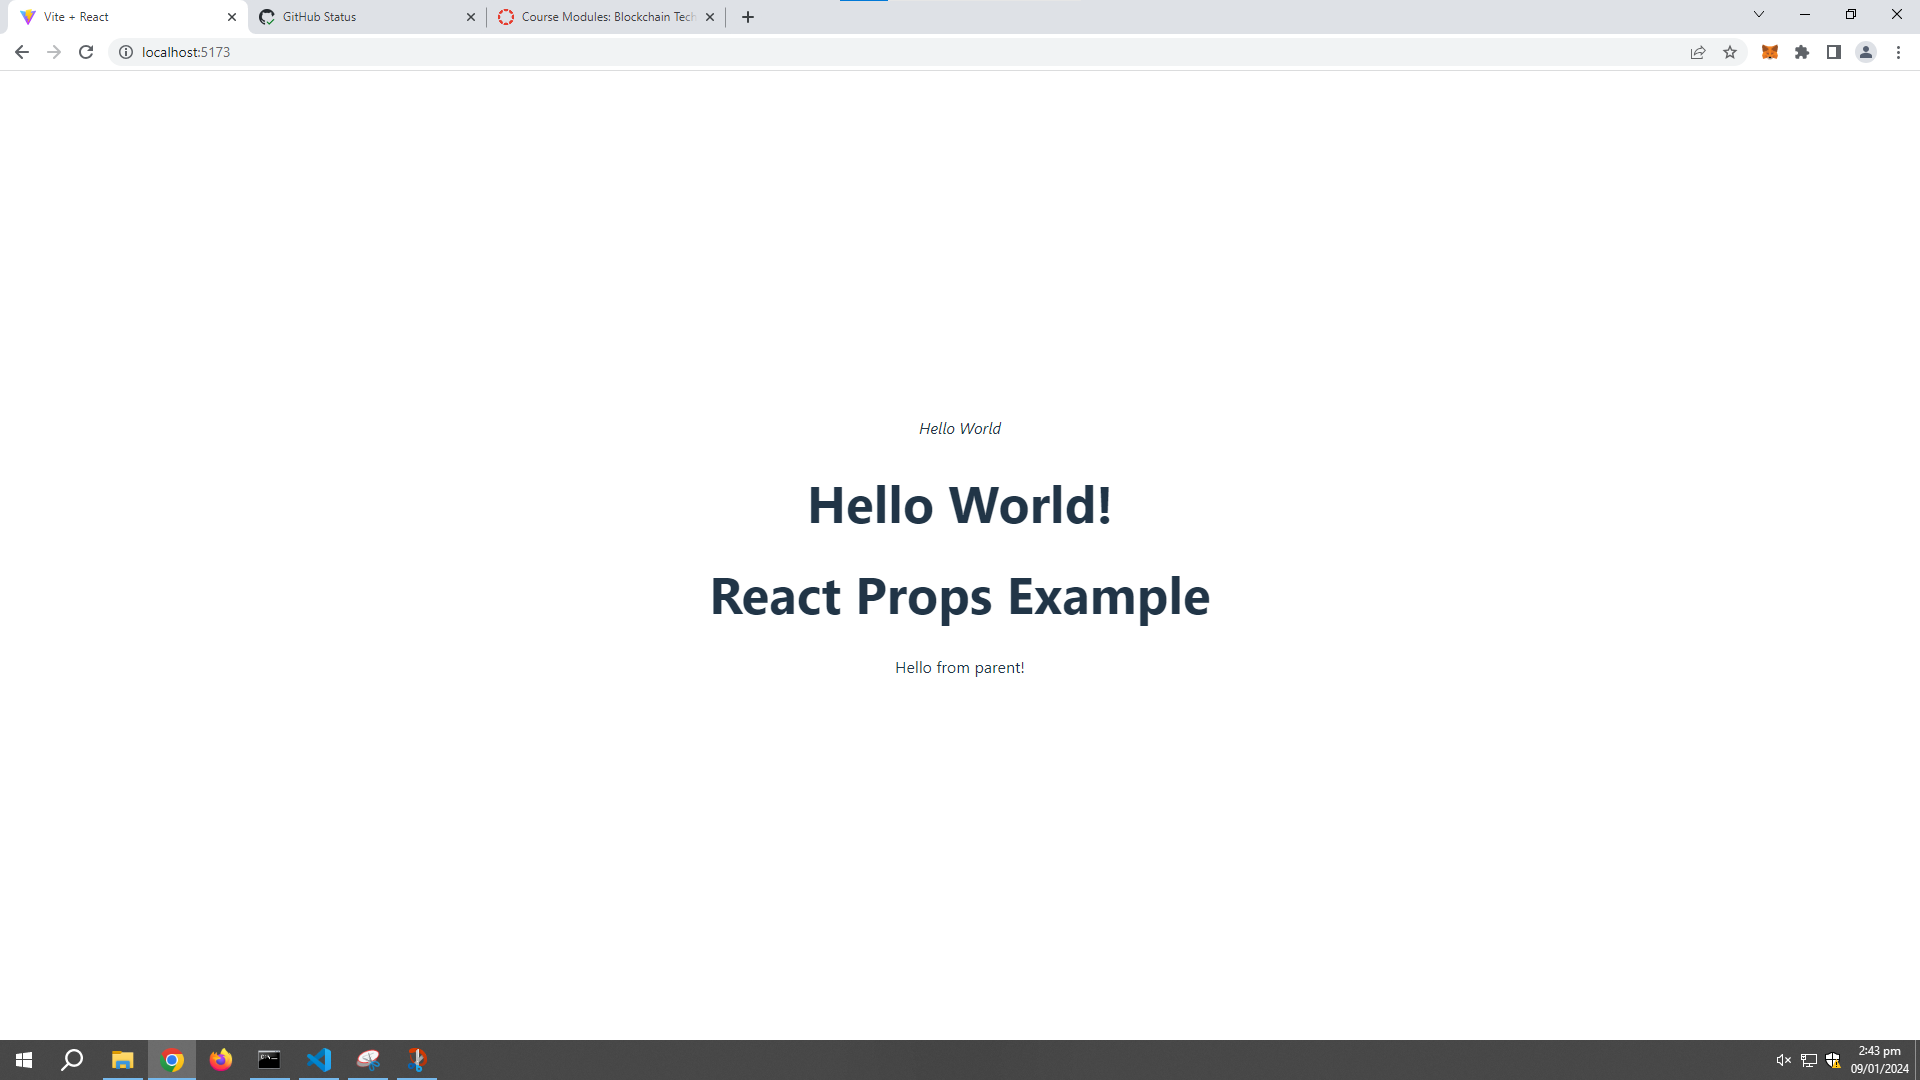 Vite + React
GitHub Status
Course Modules: Blockchain Tech
localhost:5173
Hello World
Hello World!
React Props Example
Hello from parent!
2:43 pm
09/01/2024